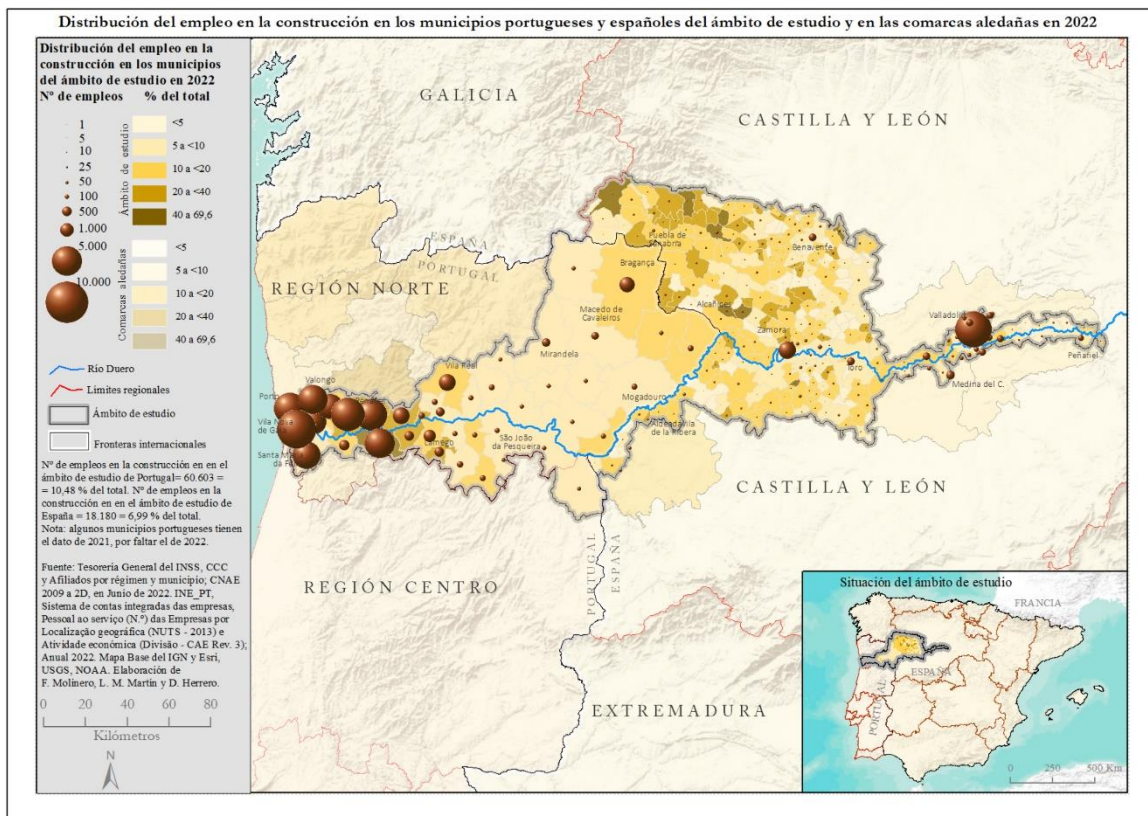 Distribución del empleo en la construcción en los municipios portugueses y españoles del ámbito de estudio y en las comarcas aledañas en 2022
Distribución del empleo en la
construcción en los municipios
del ámbito de estudio en 2022
Nº de empleos
% del total
1
5
10
25
50
100
500
1.000
5.000
10.000
Ámbito de estudio
<5
5 a <10
10 a <20
20 a <40
40 a 69,6
Comarcas aledañas
<5
5 a <10
10 a <20
20 a <40
40 a 69,6
Río Duero
Límites regionales
Ámbito de estudio
Fronteras internacionales
Nº de empleos en la construcción en en el
ámbito de estudio de Portugal= 60.603 =
= 10,48 % del total. Nº de empleos en la
construcción en en el ámbito de estudio de
España = 18.180 = 6,99 % del total.
Nota: algunos municipios portugueses tienen
el dato de 2021, por faltar el de 2022.
Fuente: Tesorería General del INSS, CCC
y Afiliados por régimen y municipio; CNAE
2009 a 2D, en Junio de 2022. INE_PT,
Sistema de contas integradas das empresas,
Pessoal ao serviço (N.º) das Empresas por
Localização geográfica (NUTS - 2013) e
Atividade económica (Divisão - CAE Rev. 3);
Anual 2022. Mapa Base del IGN y Esri,
USGS, NOAA. Elaboración de
F. Molinero, L. M. Martín y D. Herrero.
0 20 40 60 80
Kilómetros
N
GALICIA
CASTILLA Y LEÓN
ESPAÑA
PORTUGAL
REGIÓN NORTE
Puebla de
Sanabria
Benavente
Bragança
Macedo de
Cavaleiros
Alcañices
Zamora
Valladolid
Mirandela
Toro
Peñafiel
Vila Real
Medina del C.
Valongo
Mogadouro
Porto
Vila Nova
de Gaia
Aldeadávila
de la Ribera
Lamego
São João
da Pesqueira
Santa M
da F
CASTILLA Y LEÓN
PORTUGAL
ESPAÑA
REGIÓN CENTRO
EXTREMADURA
Situación del ámbito de estudio
FRANCIA
ESPAÑA
PORTUGAL
0 250 500 Km